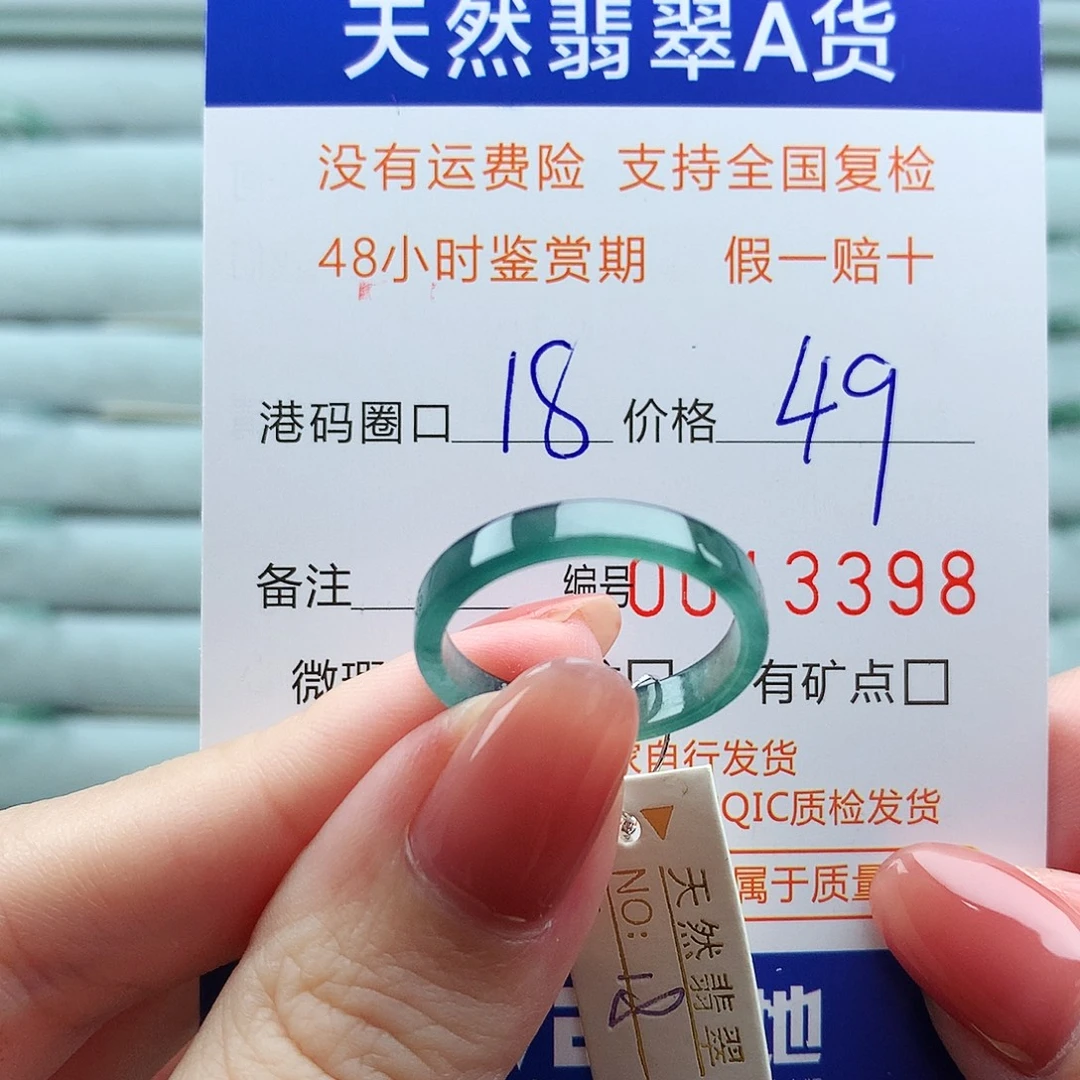 天然翡翠A货
没有运费险 支持全国复检
48小时鉴赏期 假一赔十
港码圈口 18 价格 49
备注 编号 3398
微 有矿点□
自行发货
QIC质检发货
属于质量
天然翡翠
NO: 18